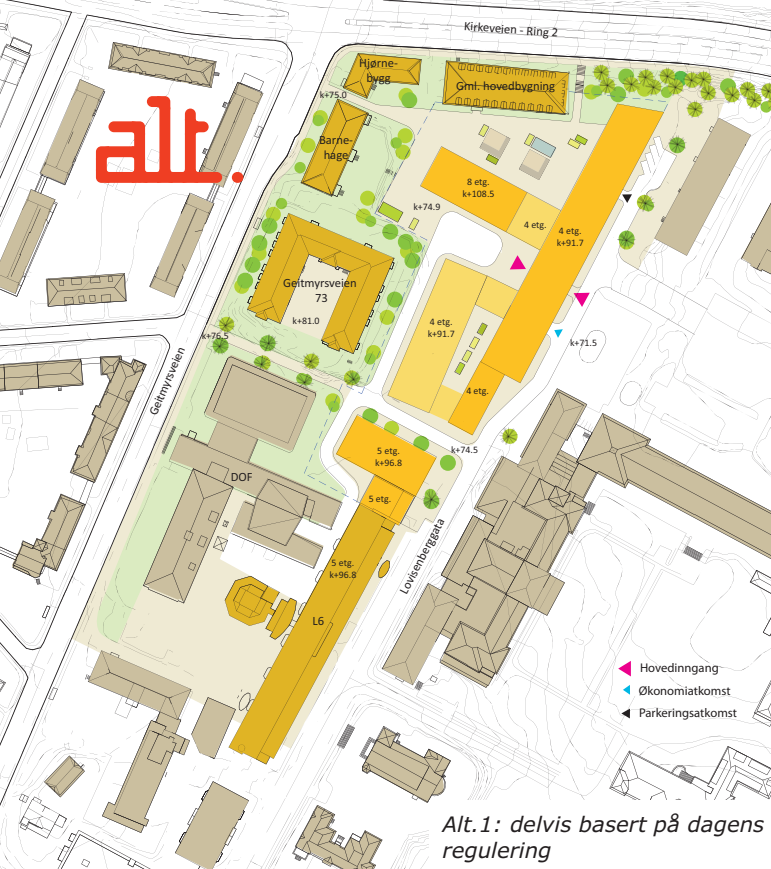 Kirkeveien - Ring 2
Hjørne-
bygg
Gml. hovedbygning
k+75.0
alt.
Barne-
hage
8 etg.
k+108.5
k+74.9
4 etg.
4 etg.
k+91.7
Geitmyrsveien
73
k+81.0
4 etg.
k+91.7
k+76.5
k+71.5
Geitmyrsveien
4 etg.
5 etg.
k+96.8
k+74.5
DOF
5 etg.
Lovisenberggata
5 etg.
k+96.8
L6
Hovedinngang
Økonomiatkomst
Parkeringsatkomst
Alt.1: delvis basert på dagens
regulering